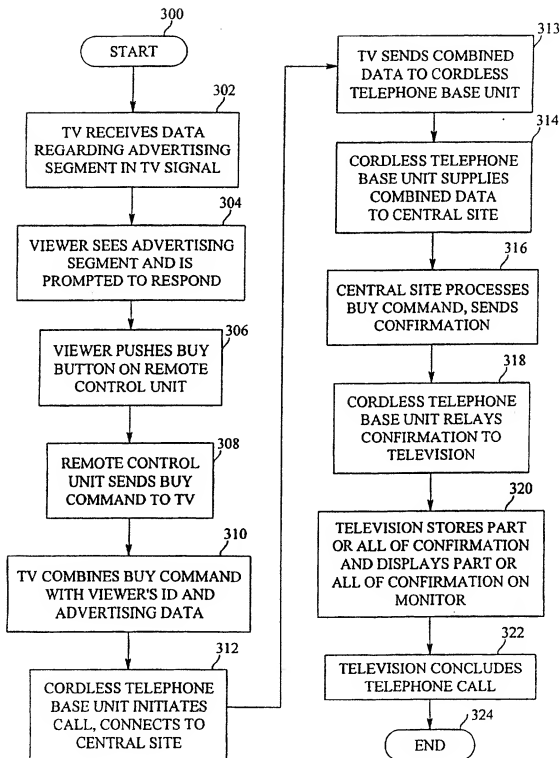 300
START
302
TV RECEIVES DATA
REGARDING ADVERTISING
SEGMENT IN TV SIGNAL
304
VIEWER SEES ADVERTISING
SEGMENT AND IS
PROMPTED TO RESPOND
306
VIEWER PUSHES BUY
BUTTON ON REMOTE
CONTROL UNIT
308
REMOTE CONTROL
UNIT SENDS BUY
COMMAND TO TV
310
TV COMBINES BUY COMMAND
WITH VIEWER'S ID AND
ADVERTISING DATA
312
CORDLESS TELEPHONE
BASE UNIT INITIATES
CALL, CONNECTS TO
CENTRAL SITE
313
TV SENDS COMBINED
DATA TO CORDLESS
TELEPHONE BASE UNIT
314
CORDLESS TELEPHONE
BASE UNIT SUPPLIES
COMBINED DATA
TO CENTRAL SITE
316
CENTRAL SITE PROCESSES
BUY COMMAND, SENDS
CONFIRMATION
318
CORDLESS TELEPHONE
BASE UNIT RELAYS
CONFIRMATION TO
TELEVISION
320
TELEVISION STORES PART
OR ALL OF CONFIRMATION
AND DISPLAYS PART OR
ALL OF CONFIRMATION ON
MONITOR
322
TELEVISION CONCLUDES
TELEPHONE CALL
324
END